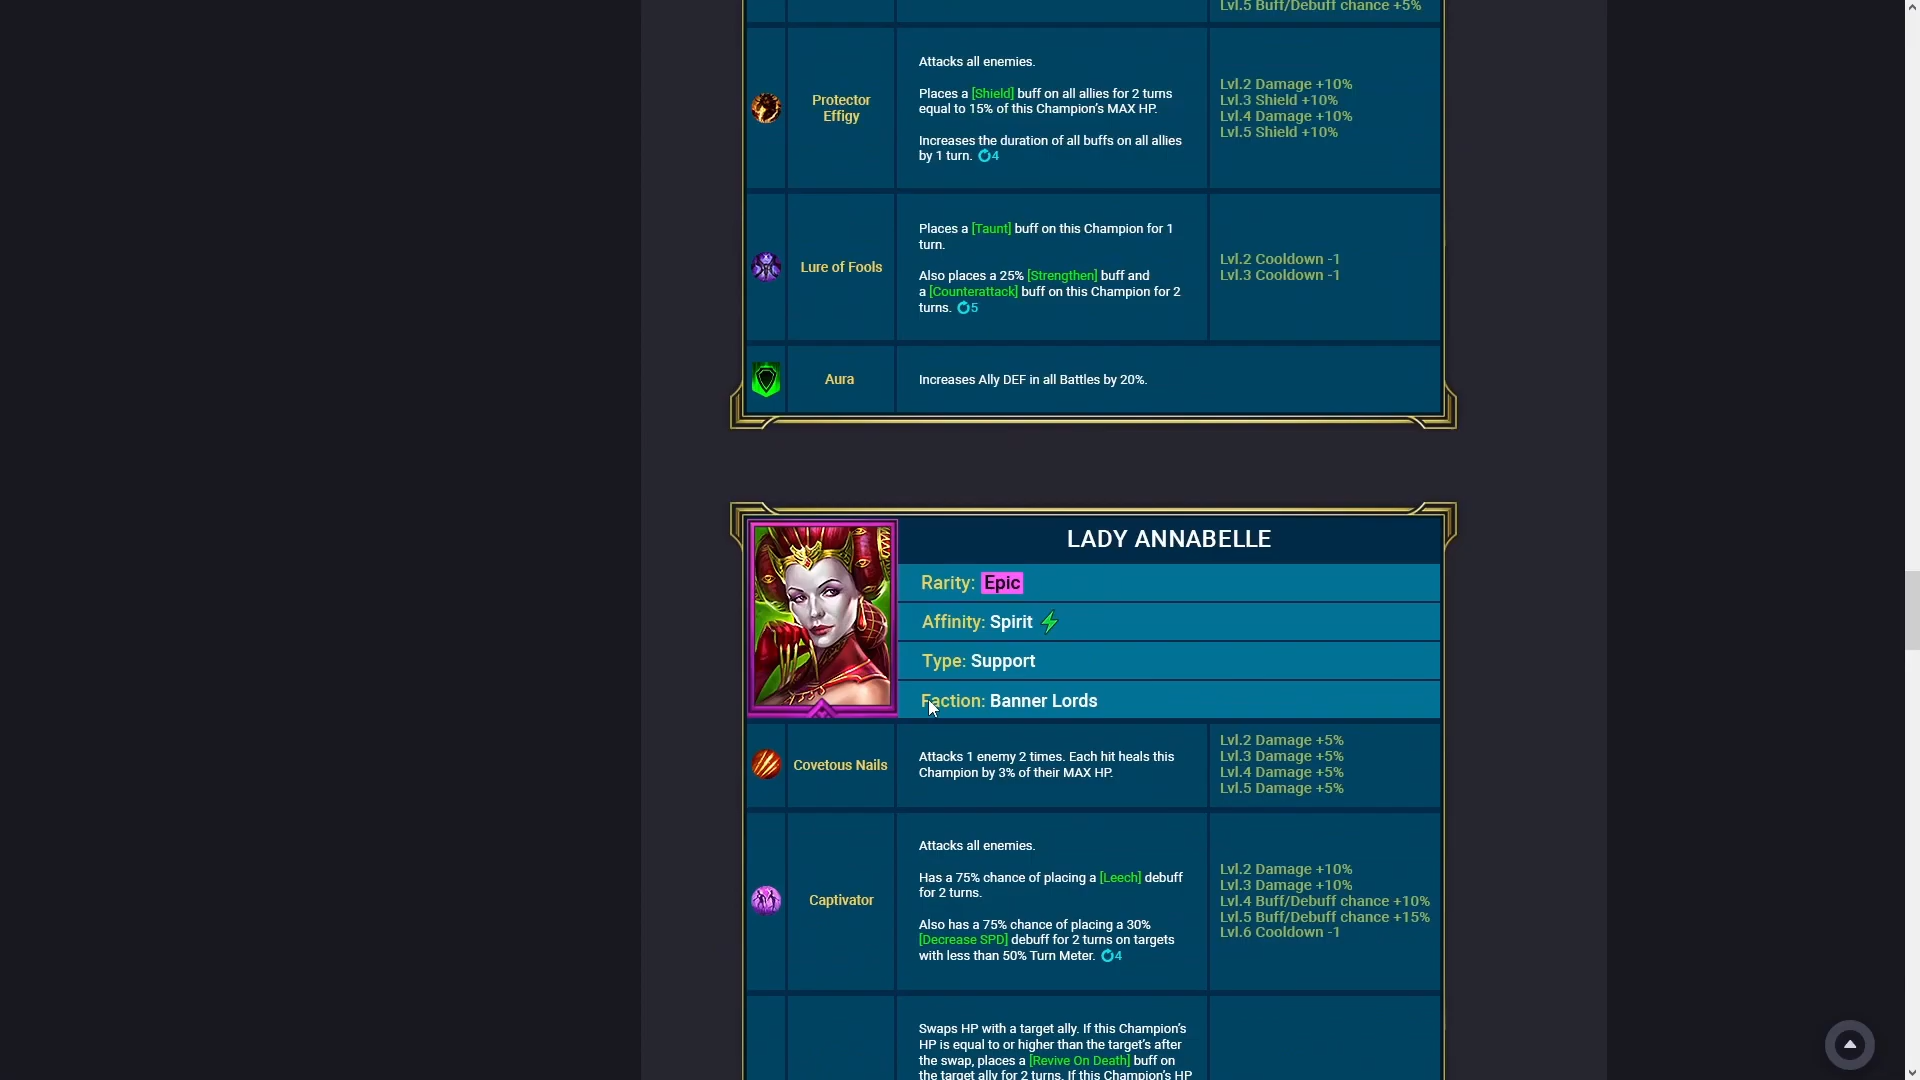 Lvl.5 Buff/Debuff chance +5%
Protector
Effigy
Attacks all enemies.
Places a [Shield] buff on all allies for 2 turns
equal to 15% of this Champion's MAX HP.
Increases the duration of all buffs on all allies
by 1 turn. 4
Lvl.2 Damage +10%
Lvl.3 Shield +10%
Lvl.4 Damage +10%
Lvl.5 Shield +10%
Lure of Fools
Places a [Taunt] buff on this Champion for 1
turn.
Also places a 25% [Strengthen] buff and
a [Counterattack] buff on this Champion for 2
turns. 5
Lvl.2 Cooldown -1
Lvl.3 Cooldown -1
Aura
Increases Ally DEF in all Battles by 20%.
LADY ANNABELLE
Rarity: Epic
Affinity: Spirit
Type: Support
Faction: Banner Lords
Covetous Nails
Attacks 1 enemy 2 times. Each hit heals this
Champion by 3% of their MAX HP.
Lvl.2 Damage +5%
Lvl.3 Damage +5%
Lvl.4 Damage +5%
Lvl.5 Damage +5%
Captivator
Attacks all enemies.
Has a 75% chance of placing a [Leech] debuff
for 2 turns.
Also has a 75% chance of placing a 30%
[Decrease SPD] debuff for 2 turns on targets
with less than 50% Turn Meter. 4
Lvl.2 Damage +10%
Lvl.3 Damage +10%
Lvl.4 Buff/Debuff chance +10%
Lvl.5 Buff/Debuff chance +15%
Lvl.6 Cooldown -1
Swaps HP with a target ally. If this Champion's
HP is equal to or higher than the target's after
the swap, places a [Revive On Death] buff on
the target ally for 2 turns. If this Champion's HP